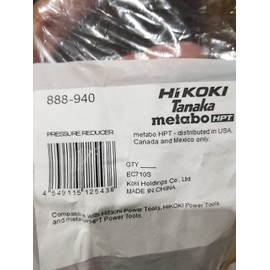 888-940
HiKOKI
Tanaka
metabo HPT
PRESSURE REDUCER
metabo HPT - distributed in USA,
Canada and Mexico only.
QTY ____
EC710S
Koki Holdings Co., Ltd.
MADE IN CHINA
4 549115 125438
Compatible with Hitachi Power Tools, HiKOKI Power Tools,
and metabo HPT Power Tools.